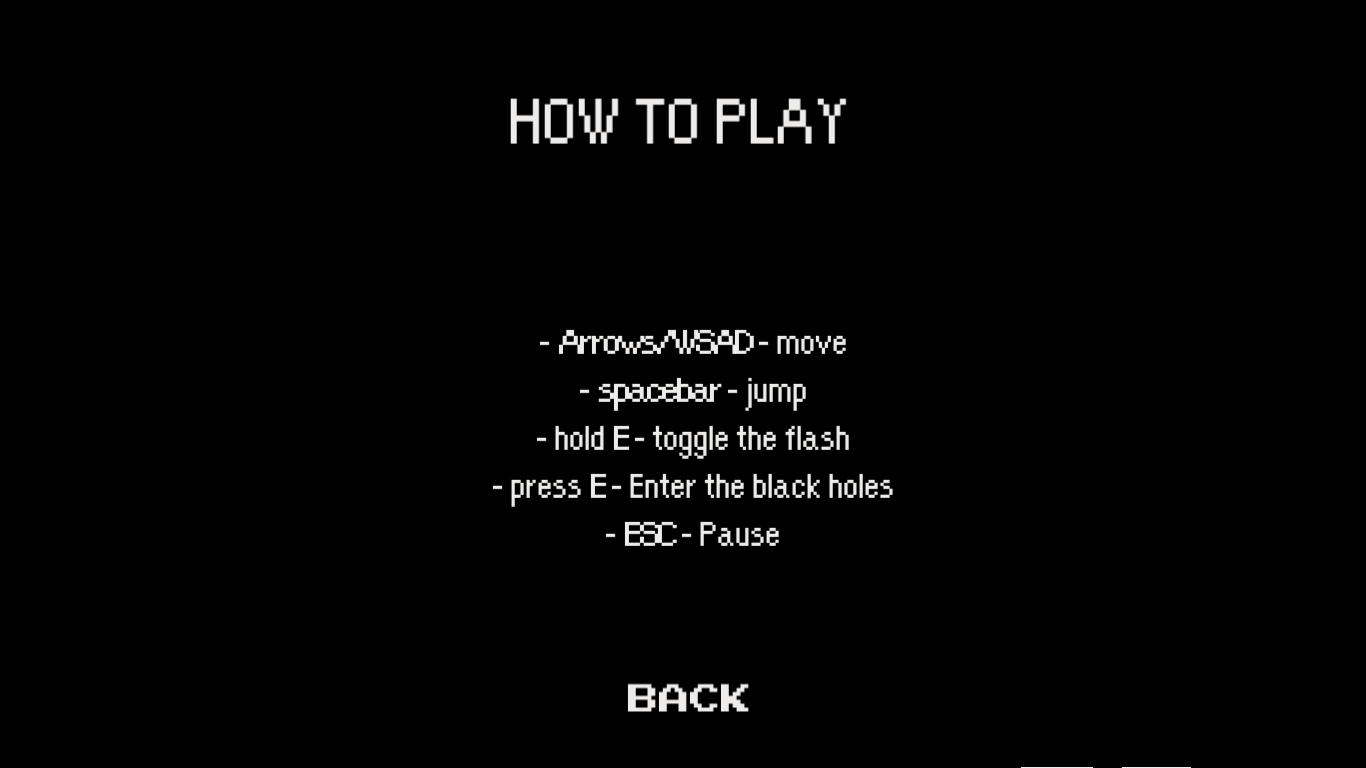 HOW TO PLAY
- Arrows/WSAD - move
- spacebar - jump
- hold E - toggle the flash
- press E - Enter the black holes
- ESC - Pause
BACK